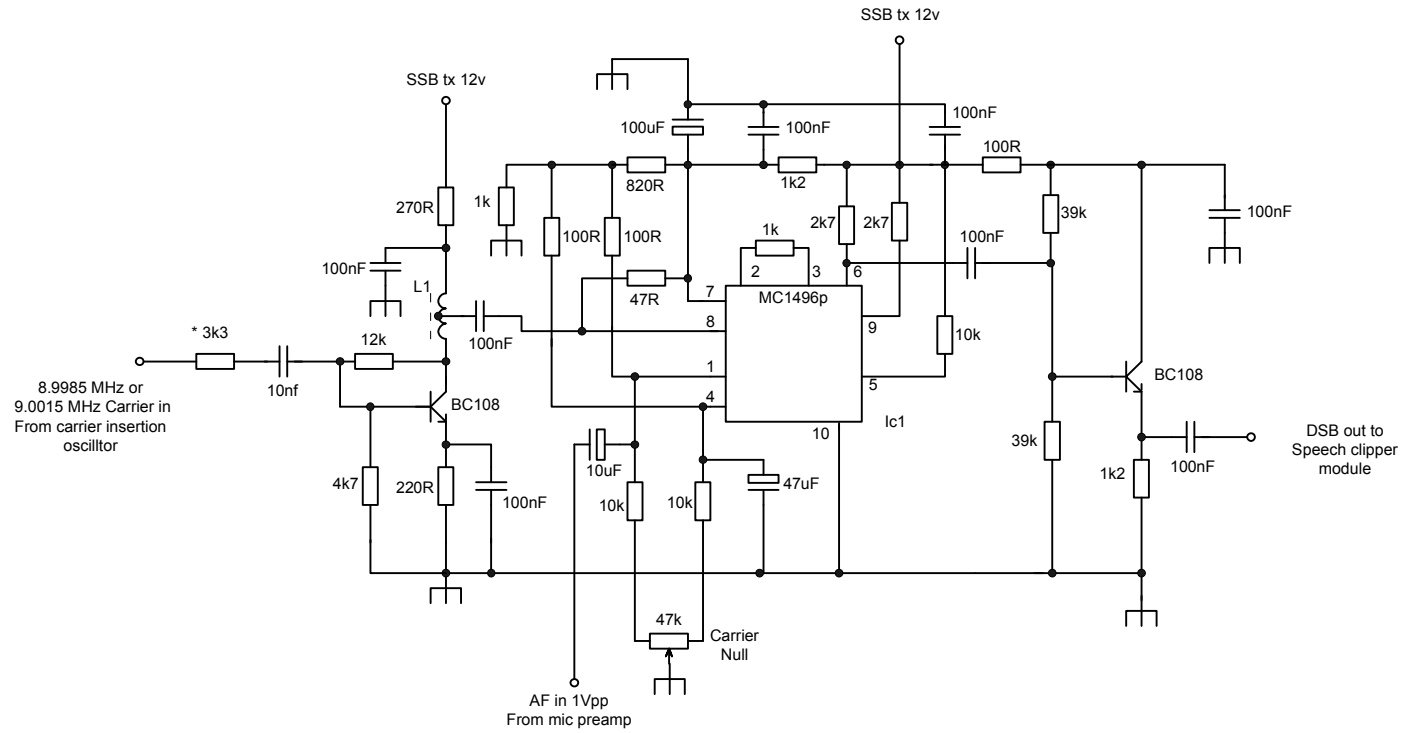 SSB tx 12v
SSB tx 12v
100uF
100nF
100nF
100R
820R
1k2
1k
270R
100R
100R
2k7
2k7
39k
100nF
100nF
1k
2
3
6
100nF
L1
47R
7
MC1496p
8
9
100nF
* 3k3
12k
10k
10nf
1
5
BC108
8.9985 MHz or
9.0015 MHz Carrier in
From carrier insertion
oscilltor
BC108
4
Ic1
10
39k
DSB out to
Speech clipper
module
10uF
100nF
4k7
220R
100nF
10k
10k
47uF
1k2
47k
Carrier
Null
AF in 1Vpp
From mic preamp